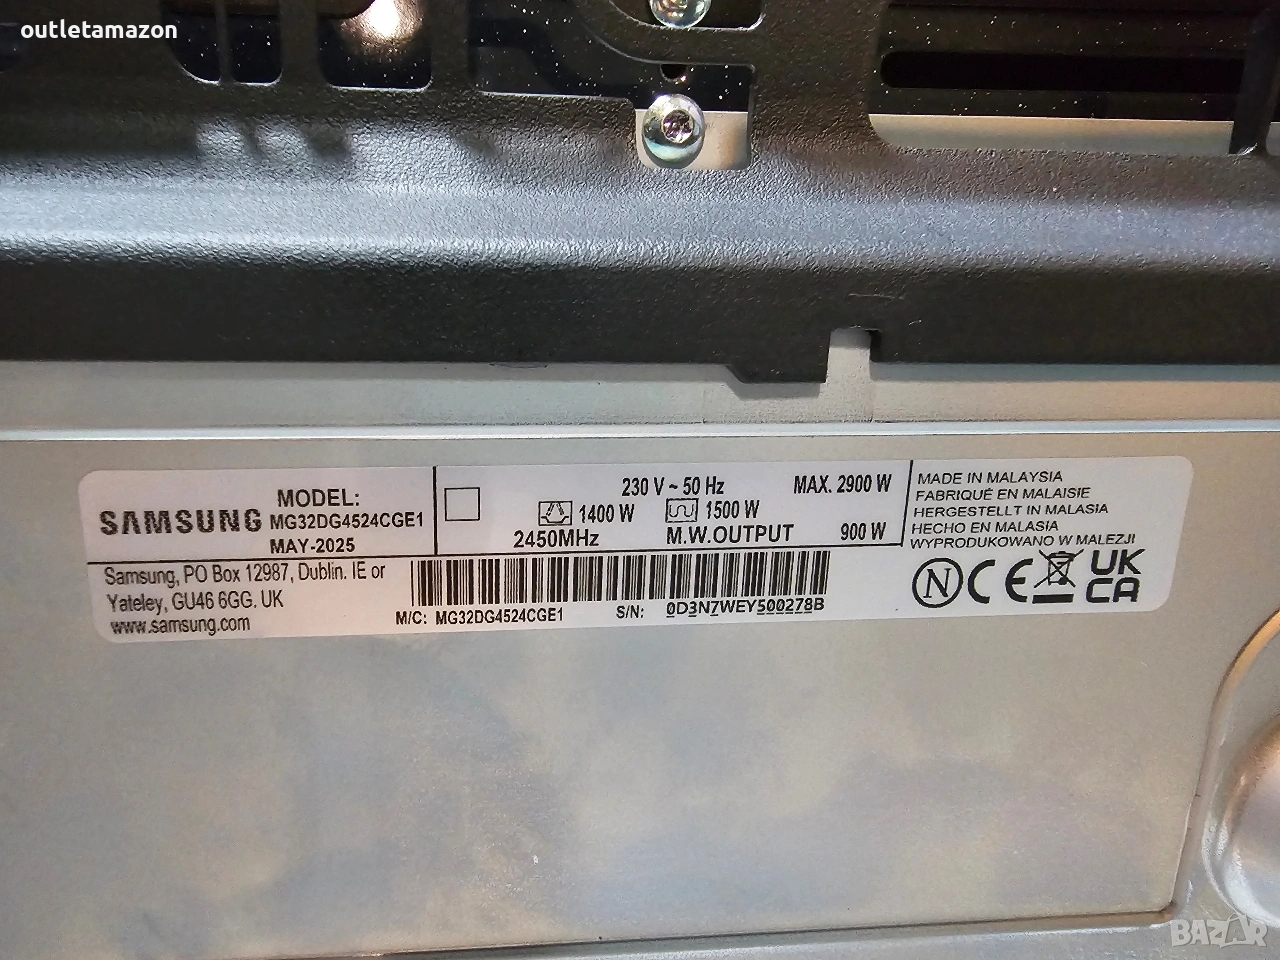 outletamazon
SAMSUNG
MODEL:
MG32DG4524CGE1
MAY-2025
230 V ~ 50 Hz MAX. 2900 W
1400 W 1500 W
2450MHz M.W.OUTPUT 900 W
MADE IN MALAYSIA
FABRIQUÉ EN MALAISIE
HERGESTELLT IN MALASIA
HECHO EN MALASIA
WYPRODUKOWANO W MALEZJI
Samsung, PO Box 12987, Dublin. IE or
Yateley, GU46 6GG. UK
www.samsung.com
M/C: MG32DG4524CGE1 S/N: 0D3N7WEY500278B
N CE UK
CA
BAZAR